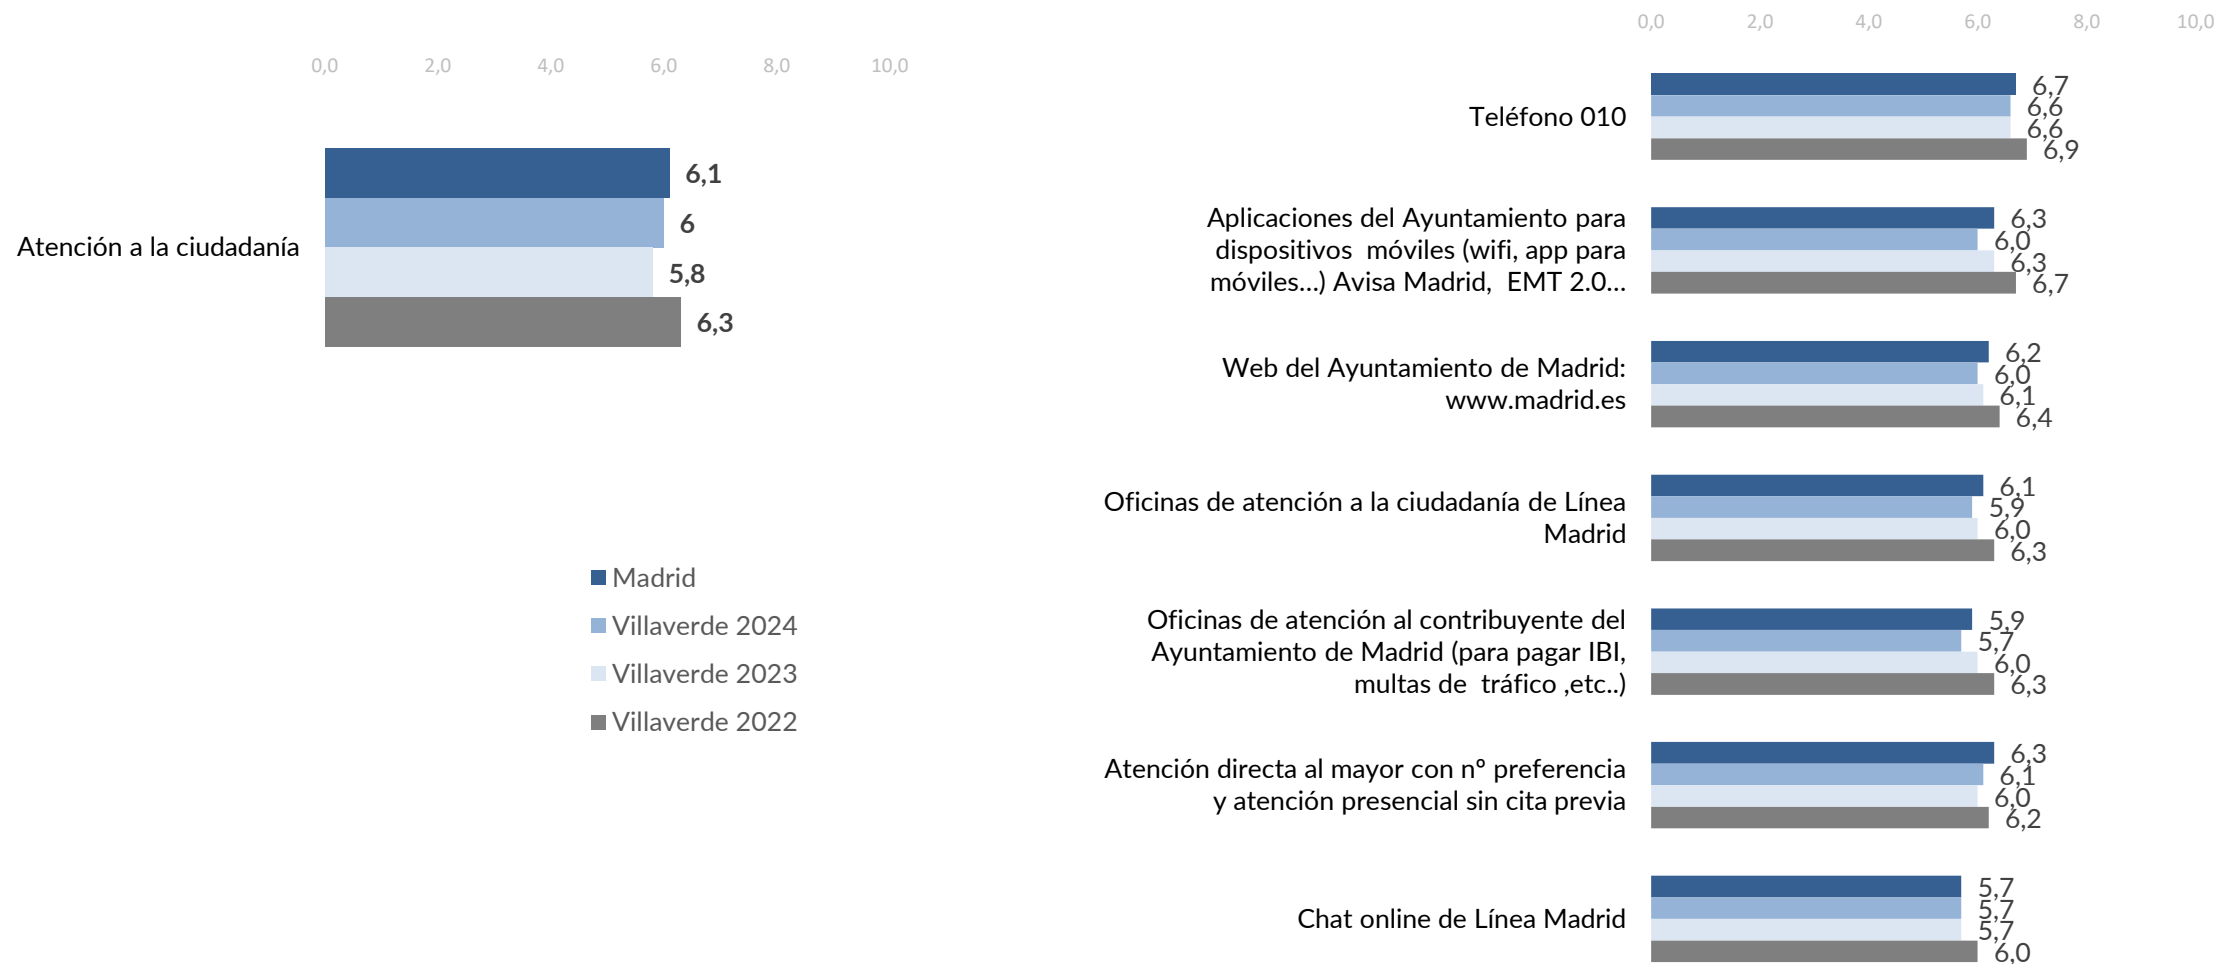 0,0 2,0 4,0 6,0 8,0 10,0
Atención a la ciudadanía
6,1
6
5,8
6,3
Madrid
Villaverde 2024
Villaverde 2023
Villaverde 2022
0,0 2,0 4,0 6,0 8,0 10,0
Teléfono 010
6,7
6,6
6,6
6,9
Aplicaciones del Ayuntamiento para
dispositivos  móviles (wifi, app para
móviles...) Avisa Madrid,  EMT 2.0...
6,3
6,0
6,3
6,7
Web del Ayuntamiento de Madrid:
www.madrid.es
6,2
6,0
6,1
6,4
Oficinas de atención a la ciudadanía de Línea
Madrid
6,1
5,9
6,0
6,3
Oficinas de atención al contribuyente del
Ayuntamiento de Madrid (para pagar IBI,
multas de  tráfico ,etc..)
5,9
5,7
6,0
6,3
Atención directa al mayor con nº preferencia
y atención presencial sin cita previa
6,3
6,1
6,0
6,2
Chat online de Línea Madrid
5,7
5,7
5,7
6,0